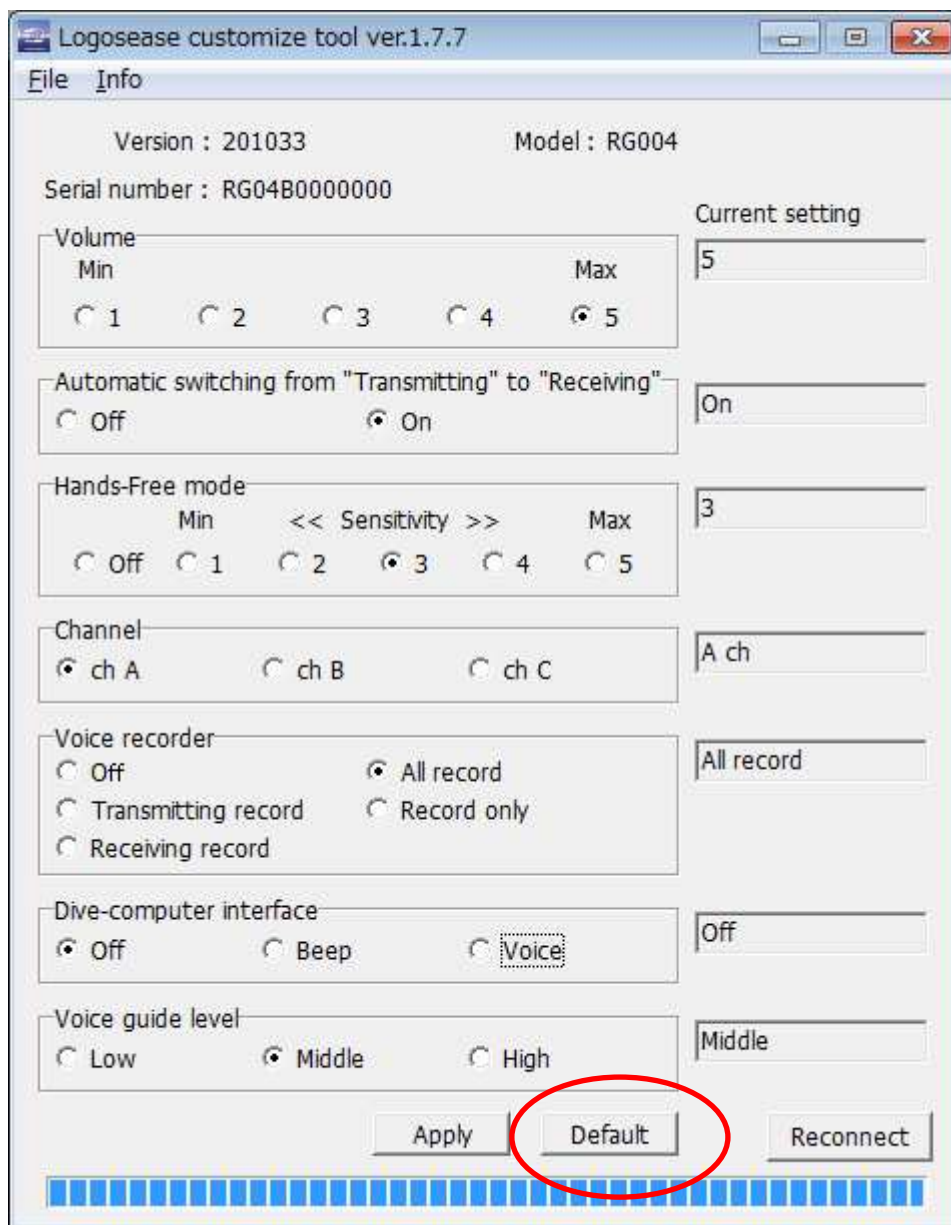 Logosease customize tool ver.1.7.7
File Info
Version : 201033 Model : RG004
Serial number : RG04B0000000
Current setting
Volume
Min Max
1 2 3 4 5
5
Automatic switching from "Transmitting" to "Receiving"
Off On
On
Hands-Free mode
Min << Sensitivity >> Max
Off 1 2 3 4 5
3
Channel
ch A ch B ch C
A ch
Voice recorder
Off All record
Transmitting record Record only
Receiving record
All record
Dive-computer interface
Off Beep Voice
Off
Voice guide level
Low Middle High
Middle
Apply Default Reconnect